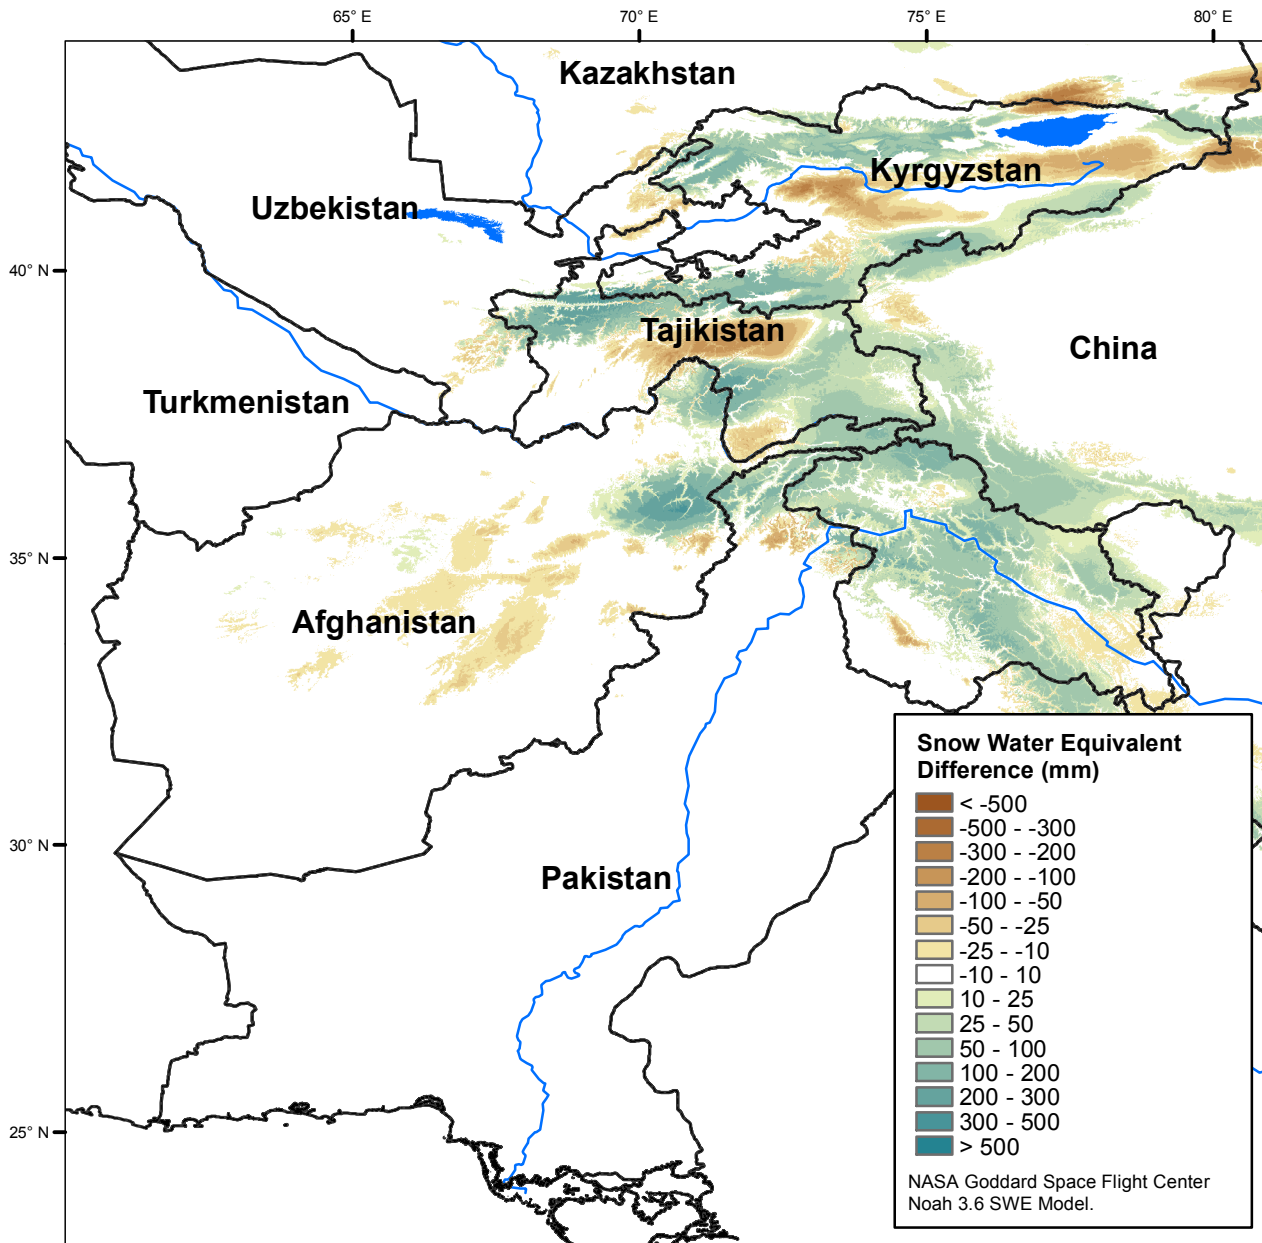 65° E
70° E
75° E
80° E
Kazakhstan
Kyrgyzstan
Uzbekistan
40° N
Tajikistan
China
Turkmenistan
35° N
Afghanistan
30° N
Pakistan
25° N
Snow Water Equivalent
Difference (mm)
< -500
-500 - -300
-300 - -200
-200 - -100
-100 - -50
-50 - -25
-25 - -10
-10 - 10
10 - 25
25 - 50
50 - 100
100 - 200
200 - 300
300 - 500
> 500
NASA Goddard Space Flight Center
Noah 3.6 SWE Model.